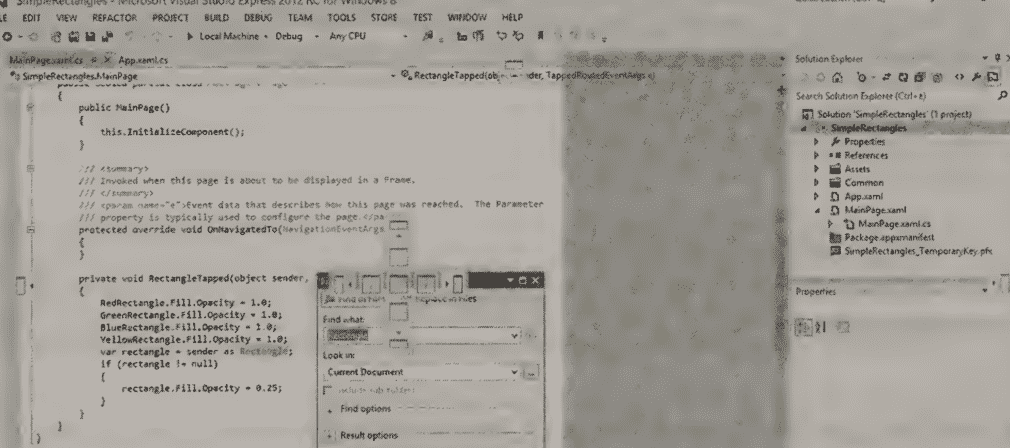 SimpleRectangles - Microsoft Visual Studio Express 2012 RC for Windows 8
EDIT VIEW REFACTOR PROJECT BUILD DEBUG TEAM TOOLS STORE TEST WINDOW HELP
Local Machine Debug Any CPU
MainPage.xaml.cs App.xaml.cs
SimpleRectangles.MainPage
RectangleTapped(object sender, TappedRoutedEventArgs e)
{
public MainPage()
{
this.InitializeComponent();
}
/// <summary>
/// Invoked when this page is about to be displayed in a Frame.
/// </summary>
/// <param name="e">Event data that describes how this page was reached. The Parameter
/// property is typically used to configure the page.</pa
protected override void OnNavigatedTo(NavigationEventArgs
{
}
private void RectangleTapped(object sender,
{
RedRectangle.Fill.Opacity = 1.0;
GreenRectangle.Fill.Opacity = 1.0;
BlueRectangle.Fill.Opacity = 1.0;
YellowRectangle.Fill.Opacity = 1.0;
var rectangle = sender as Rectangle;
if (rectangle != null)
{
rectangle.Fill.Opacity = 0.25;
}
}
}
}
Find what:
Look in:
Current Document
Include sub-folders
Find options
Result options
Solution Explorer
Search Solution Explorer (Ctrl+ε)
Solution 'SimpleRectangles' (1 project)
SimpleRectangles
Properties
References
Assets
Common
App.xaml
MainPage.xaml
MainPage.xaml.cs
Package.appxmanifest
SimpleRectangles_TemporaryKey.pfx
Properties